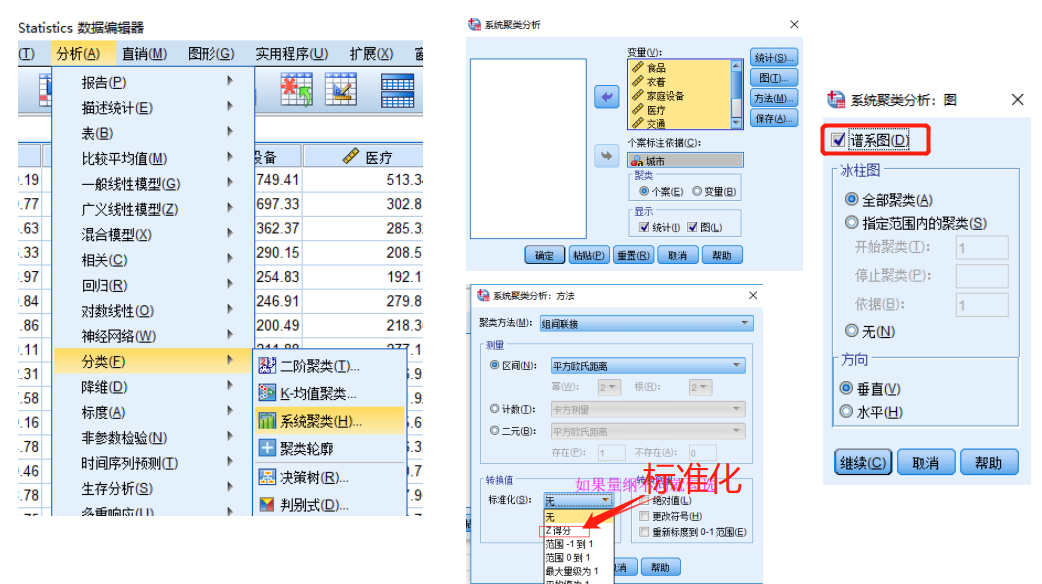 Statistics 数据编辑器
(T) 分析(A) 直销(M) 图形(G) 实用程序(U) 扩展(X)
报告(P)
描述统计(E)
表(B)
比较平均值(M)
一般线性模型(G)
广义线性模型(Z)
混合模型(X)
相关(C)
回归(R)
对数线性(O)
神经网络(W)
分类(F)
降维(D)
标度(A)
非参数检验(N)
时间序列预测(T)
生存分析(S)
多重响应(U)
二阶聚类(T)...
K-均值聚类...
系统聚类(H)...
聚类轮廓
决策树(R)...
判别式(D)...
设备 医疗
.19 749.41 513.3
.77 697.33 302.8
.63 362.37 285.3
.33 290.15 208.5
.97 254.83 192.1
.84 246.91 279.8
.86 200.49 218.3
.11 211.88 277.1
.31
.58
.16
.78
.46
.78
系统聚类分析
变量(V):
食品
衣着
家庭设备
医疗
交通
统计(S)...
图(T)...
方法(M)...
保存(A)...
个案标注依据(C):
城市
聚类
个案(E) 变量(B)
显示
统计(I) 图(L)
确定 粘贴(P) 重置(R) 取消 帮助
系统聚类分析：方法
聚类方法(M): 组间联接
测量
区间(N): 平方欧氏距离
幂(W): 2 根(R): 2
计数(T): 卡方测量
二元(B): 平方欧氏距离
存在(P): 1 不存在(A): 0
转换值
如果量纲
标准化
标准化(S): 无
无
Z 得分
范围 -1 到 1
范围 0 到 1
最大量级为 1
平均值为 1
绝对值(L)
更改符号(H)
重新标度到 0-1 范围(E)
取消 帮助
系统聚类分析：图
谱系图(D)
冰柱图
全部聚类(A)
指定范围内的聚类(S)
开始聚类(T): 1
停止聚类(P):
依据(B): 1
无(N)
方向
垂直(V)
水平(H)
继续(C) 取消 帮助